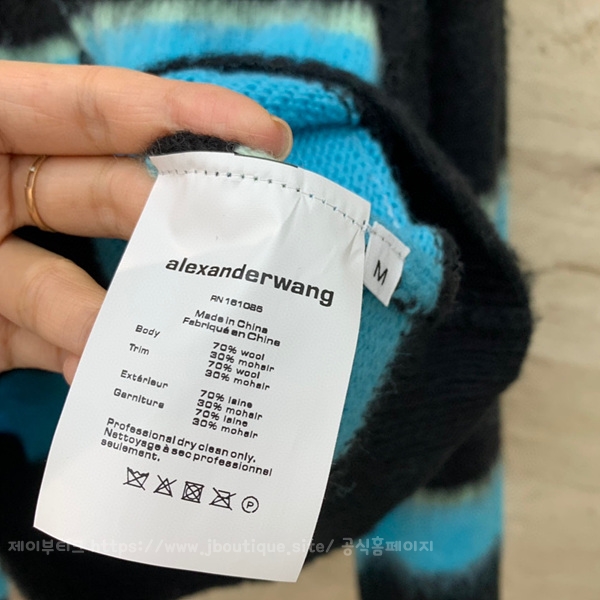 alexanderwang
RN 161085
Made in China
Fabriqué en China
Body 70% wool
30% mohair
Trim 70% wool
30% mohair
Extérieur 70% laine
30% mohair
Garniture 70% laine
30% mohair
Professional dry clean only.
Nettoyage à sec professionnel
seulement.
P
M
제이부티크 https://www.jboutique.site/ 공식홈페이지